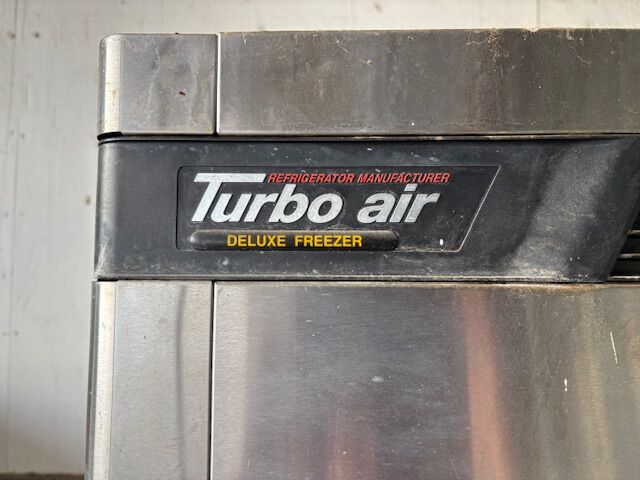 REFRIGERATOR MANUFACTURER
Turbo air
DELUXE FREEZER